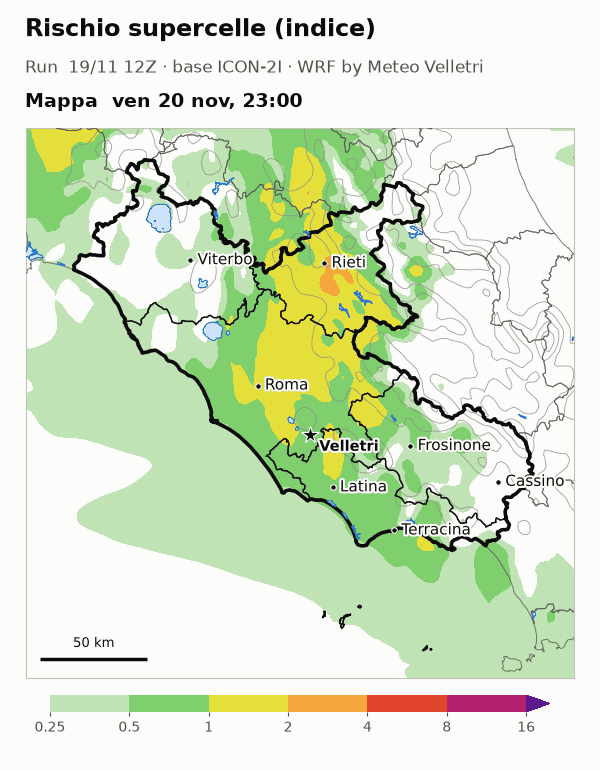 Rischio supercelle (indice)
Run 19/11 12Z · base ICON-2I · WRF by Meteo Velletri
Mappa ven 20 nov, 23:00
Viterbo
Rieti
Roma
Velletri
Frosinone
Latina
Cassino
Terracina
50 km
0.25 0.5 1 2 4 8 16